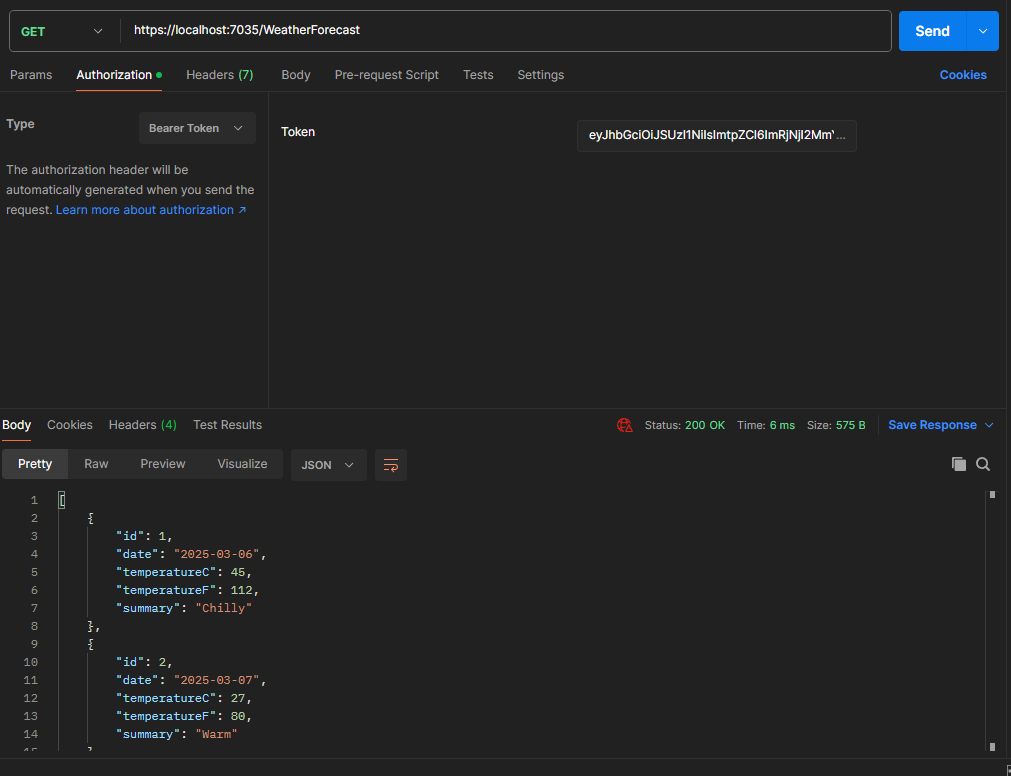 GET https://localhost:7035/WeatherForecast Send
Params Authorization Headers (7) Body Pre-request Script Tests Settings Cookies
Type Bearer Token Token
The authorization header will be
automatically generated when you send the
request. Learn more about authorization ↗
Body Cookies Headers (4) Test Results Status: 200 OK Time: 6 ms Size: 575 B Save Response
Pretty Raw Preview Visualize JSON
1 [
2 {
3 "id": 1,
4 "date": "2025-03-06",
5 "temperatureC": 45,
6 "temperatureF": 112,
7 "summary": "Chilly"
8 },
9 {
10 "id": 2,
11 "date": "2025-03-07",
12 "temperatureC": 27,
13 "temperatureF": 80,
14 "summary": "Warm"